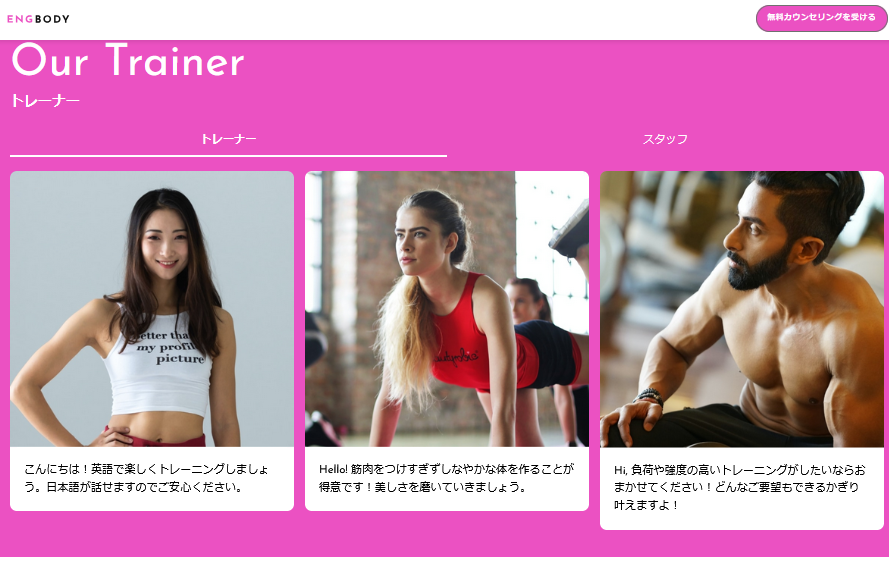 ENGBODY
無料カウンセリングを受ける
Our Trainer
トレーナー
トレーナー
スタッフ
better than
my profile
picture
こんにちは！英語で楽しくトレーニングしましょ
う。日本語が話せますのでご安心ください。
Hello! 筋肉をつけすぎずしなやかな体を作ることが
得意です！美しさを磨いていきましょう。
Hi, 負荷や強度の高いトレーニングがしたいならお
まかせてください！どんなご要望もできるかぎり
叶えますよ！